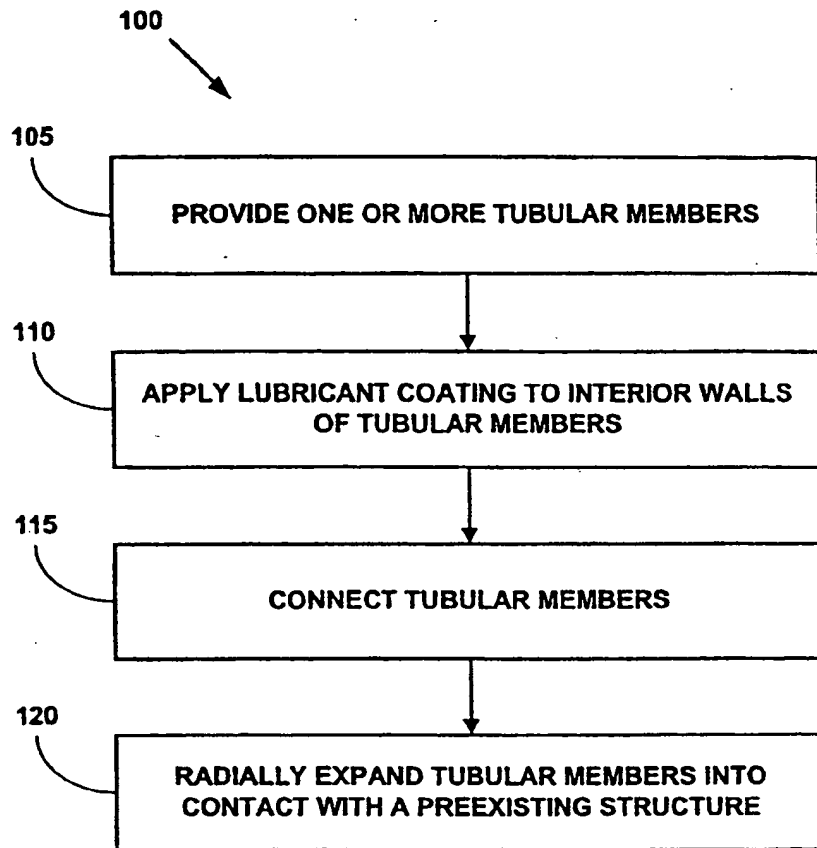 100
105
PROVIDE ONE OR MORE TUBULAR MEMBERS
110
APPLY LUBRICANT COATING TO INTERIOR WALLS
OF TUBULAR MEMBERS
115
CONNECT TUBULAR MEMBERS
120
RADIALLY EXPAND TUBULAR MEMBERS INTO
CONTACT WITH A PREEXISTING STRUCTURE